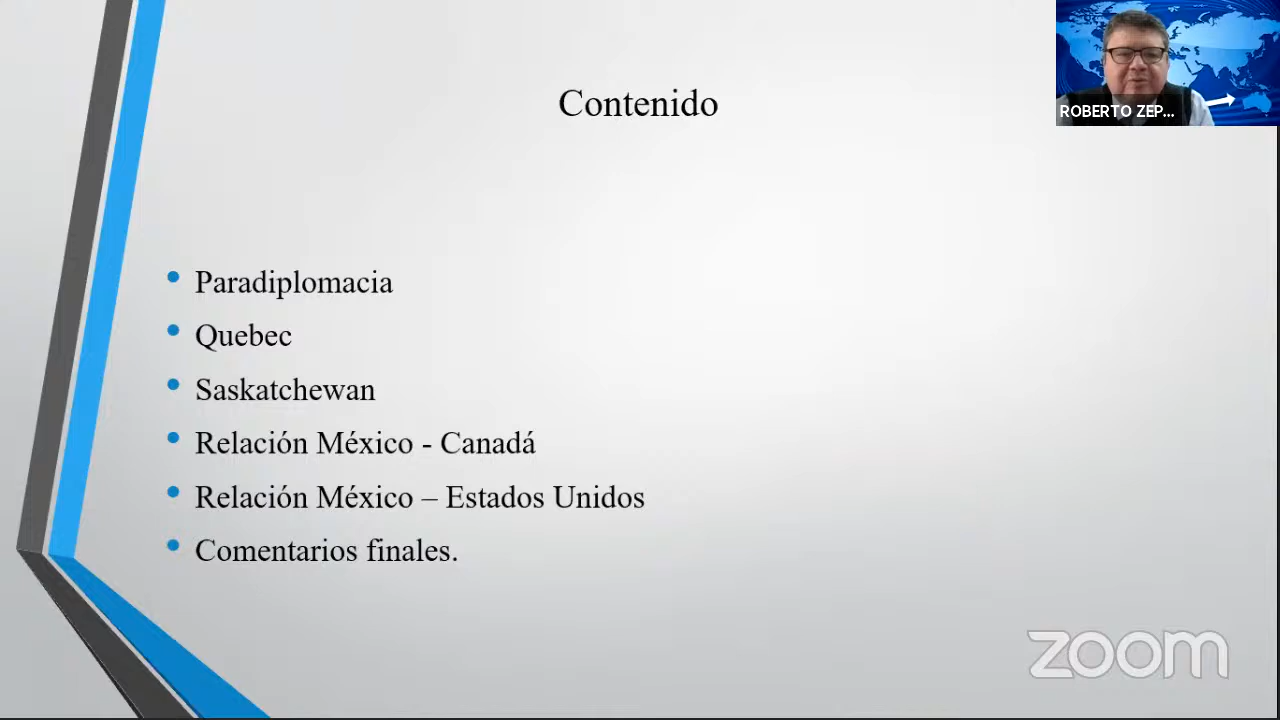 Contenido
ROBERTO ZEP...
• Paradiplomacia
• Quebec
• Saskatchewan
• Relación México - Canadá
• Relación México – Estados Unidos
• Comentarios finales.
zoom